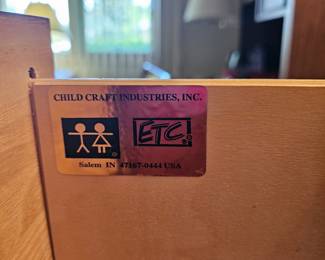 CHILD CRAFT INDUSTRIES, INC.
ETC.
Salem IN 47167-0444 USA